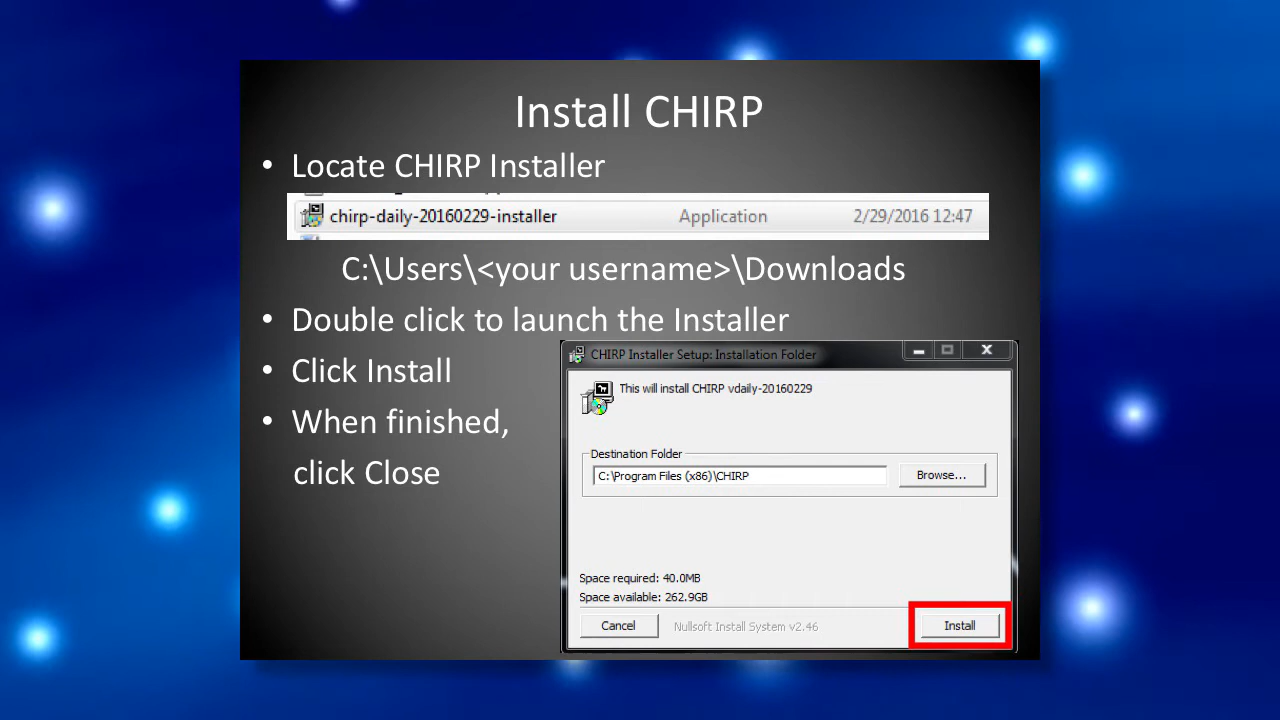 Install CHIRP
• Locate CHIRP Installer
chirp-daily-20160229-installer Application 2/29/2016 12:47
C:\Users\<your username>\Downloads
• Double click to launch the Installer
• Click Install
• When finished,
click Close
CHIRP Installer Setup: Installation Folder
This will install CHIRP vdaily-20160229
Destination Folder
C:\Program Files (x86)\CHIRP
Browse...
Space required: 40.0MB
Space available: 262.9GB
Cancel
Nullsoft Install System v2.46
Install